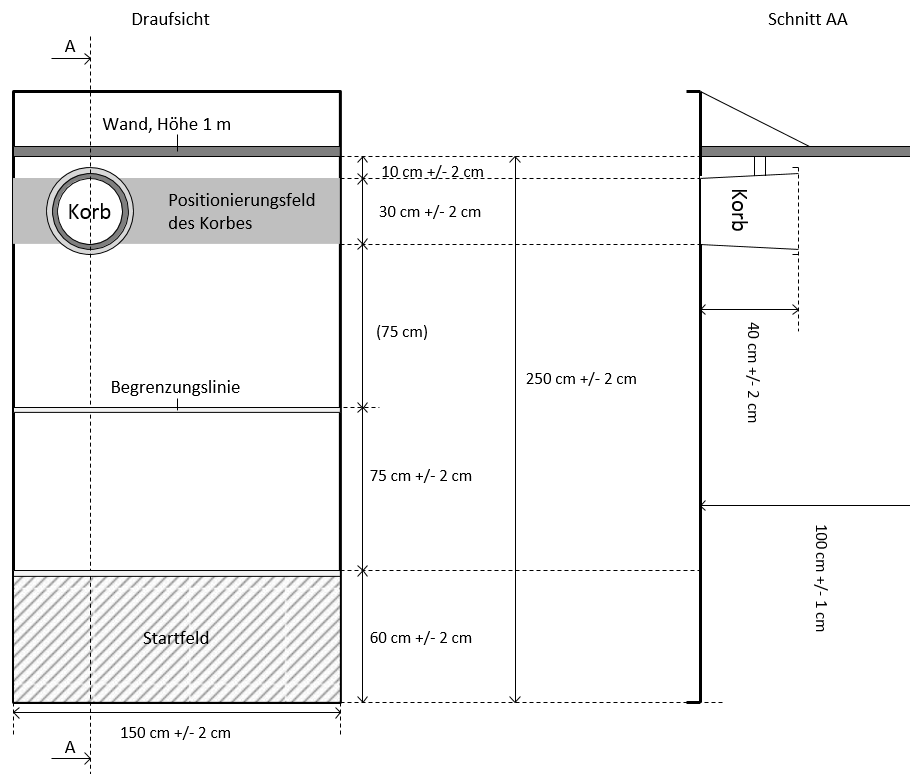 Draufsicht
Schnitt AA
A
Wand, Höhe 1 m
10 cm +/- 2 cm
Korb
Positionierungsfeld
des Korbes
30 cm +/- 2 cm
Korb
(75 cm)
40 cm +/- 2 cm
250 cm +/- 2 cm
Begrenzungslinie
75 cm +/- 2 cm
100 cm +/- 1 cm
Startfeld
60 cm +/- 2 cm
150 cm +/- 2 cm
A